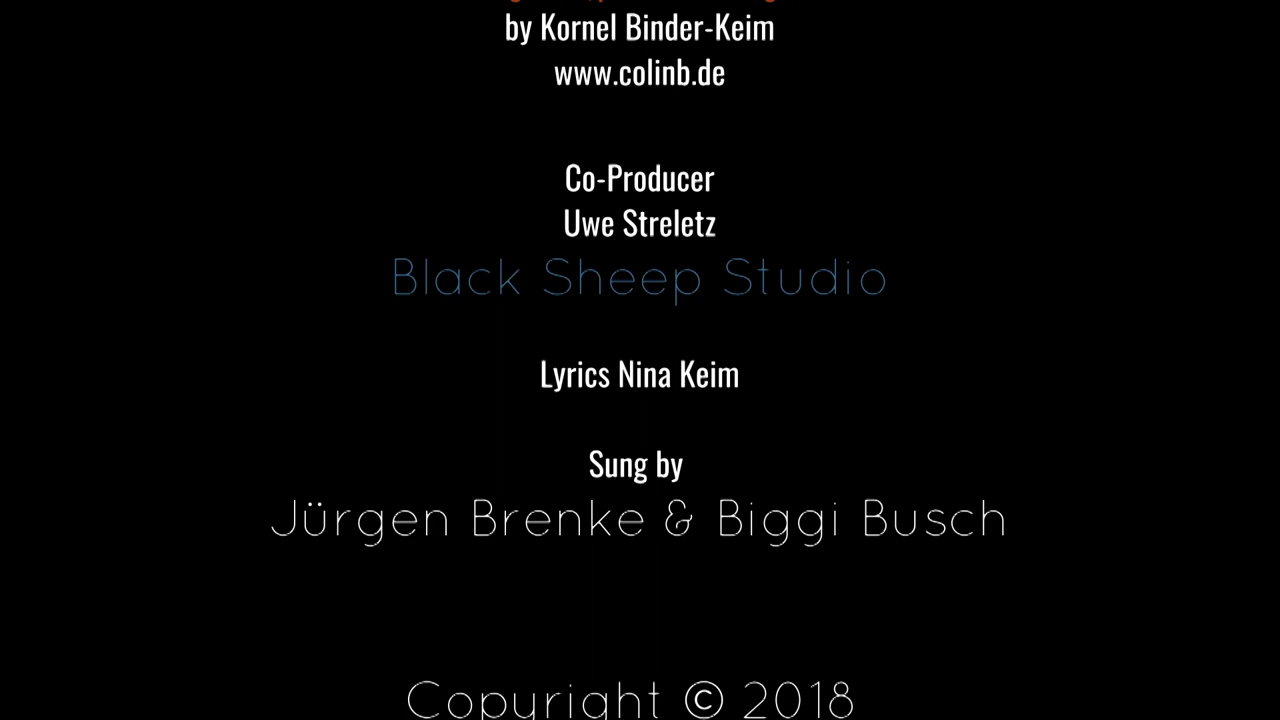 by Kornel Binder-Keim
www.colinb.de
Co-Producer
Uwe Streletz
Black Sheep Studio
Lyrics Nina Keim
Sung by
Jürgen Brenke & Biggi Busch
Copyright © 2018